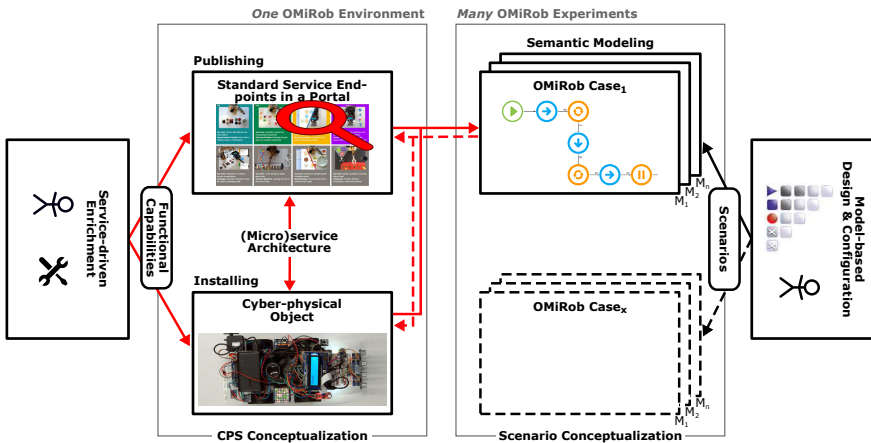 One OMiRob Environment
Many OMiRob Experiments
Publishing
Standard Service End-
points in a Portal
Semantic Modeling
OMiRob Case1
M1
M2
Mn
Service-driven
Enrichment
Functional
Capabilities
(Micro)service
Architecture
Scenarios
Model-based
Design & Configuration
Installing
Cyber-physical
Object
OMiRob Casex
M1
M2
Mn
CPS Conceptualization
Scenario Conceptualization